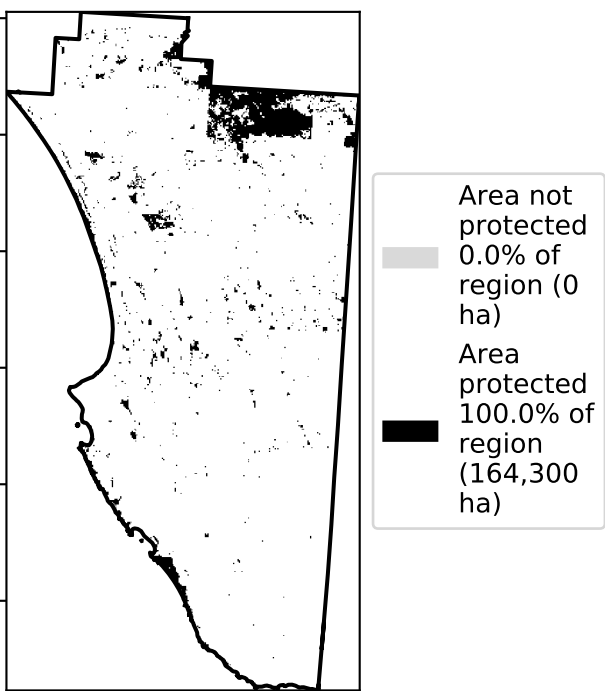 Area not
protected
0.0% of
region (0
ha)
Area
protected
100.0% of
region
(164,300
ha)